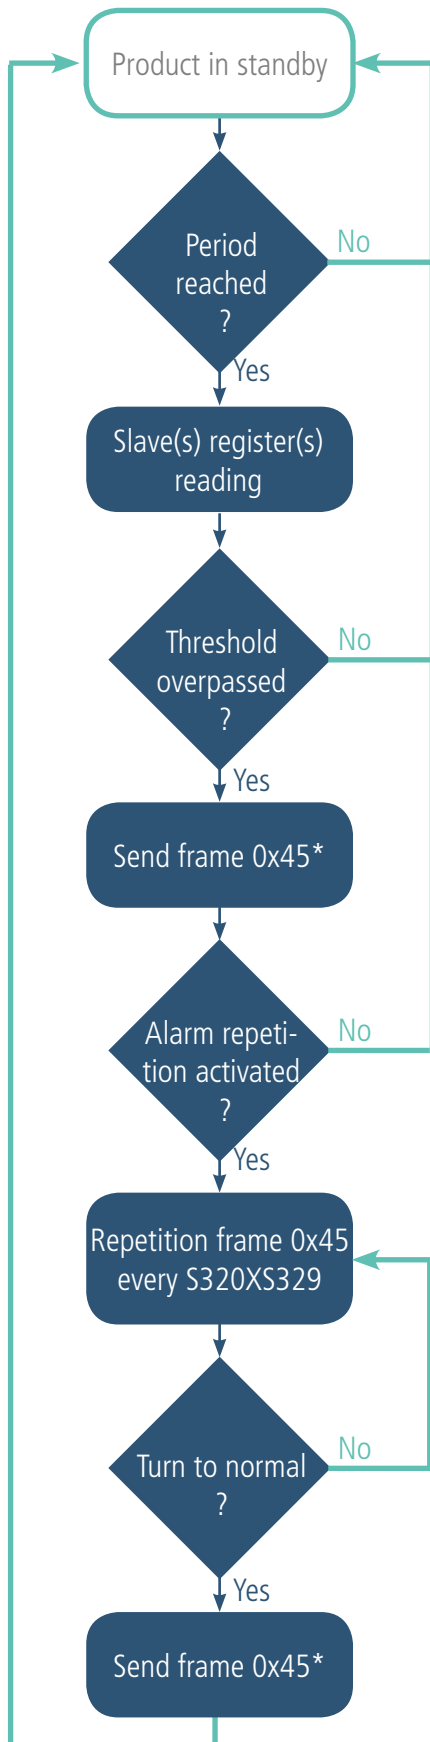 Product in standby
Period
reached
?
No
Yes
Slave(s) register(s)
reading
Threshold
overpassed
?
No
Yes
Send frame 0x45*
Alarm repeti-
tion activated
?
No
Yes
Repetition frame 0x45
every S320XS329
Turn to normal
?
No
Yes
Send frame 0x45*